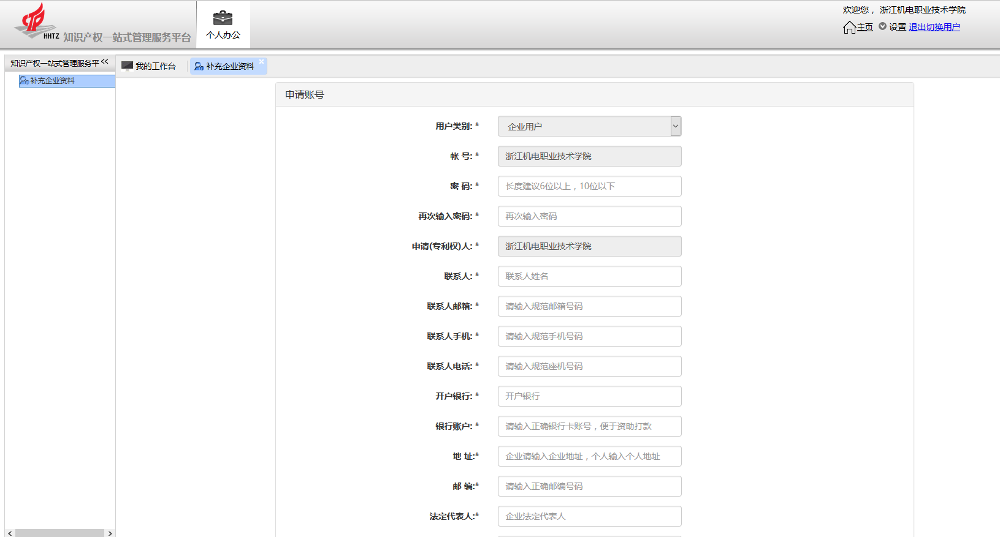 欢迎您， 浙江机电职业技术学院
HHTZ 知识产权一站式管理服务平台
个人办公
主页 设置 退出切换用户
知识产权一站式管理服务平
补充企业资料
我的工作台
补充企业资料
申请账号
用户类别: * 企业用户
帐 号: * 浙江机电职业技术学院
密 码: * 长度建议6位以上，10位以下
再次输入密码: * 再次输入密码
申请(专利权)人: * 浙江机电职业技术学院
联系人: * 联系人姓名
联系人邮箱: * 请输入规范邮箱号码
联系人手机: * 请输入规范手机号码
联系人电话: * 请输入规范座机号码
开户银行: * 开户银行
银行账户: * 请输入正确银行卡账号，便于资助打款
地 址:* 企业请输入企业地址，个人输入个人地址
邮 编:* 请输入正确邮编号码
法定代表人:* 企业法定代表人